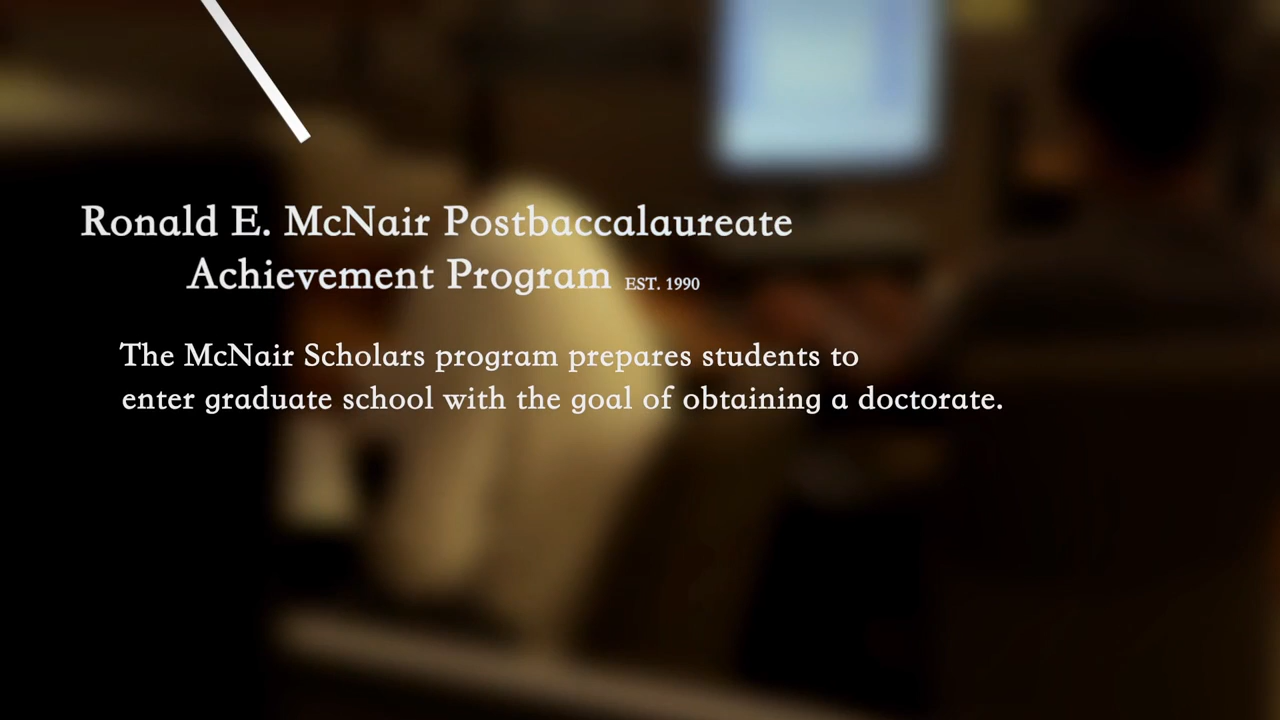 Ronald E. McNair Postbaccalaureate
Achievement Program EST. 1990
The McNair Scholars program prepares students to
enter graduate school with the goal of obtaining a doctorate.